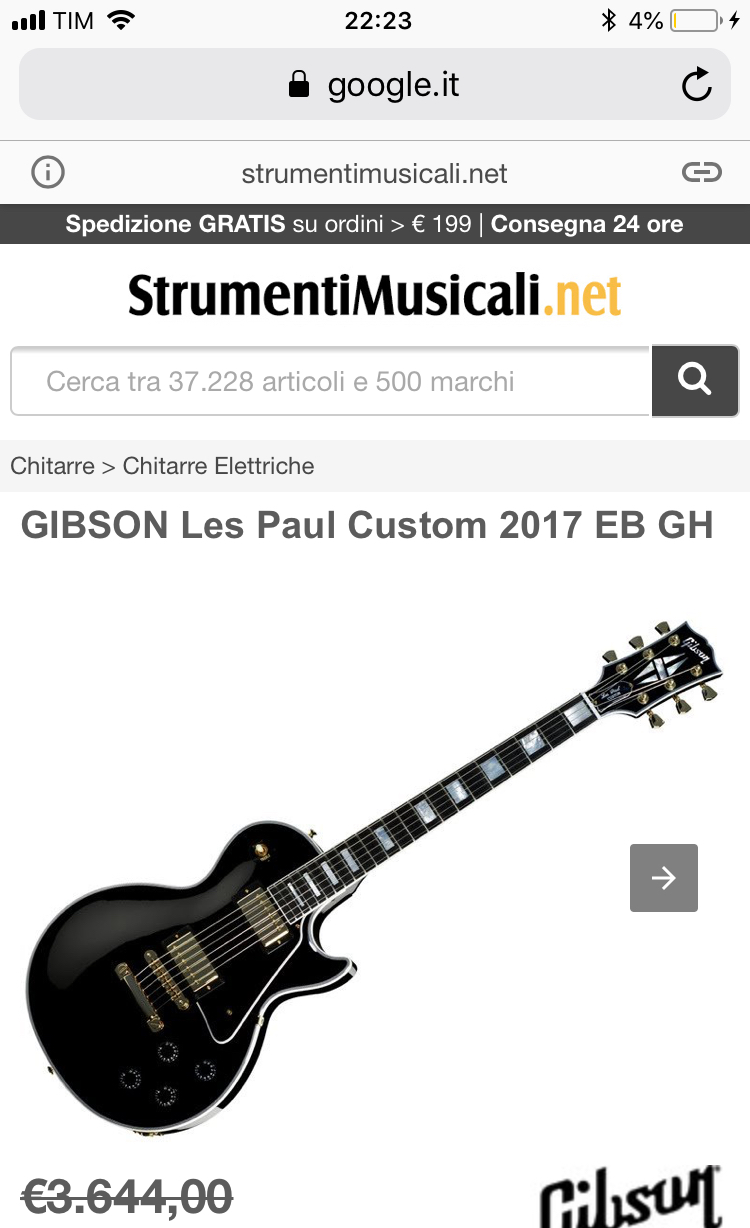 TIM 22:23 4%
google.it
strumentimusicali.net
Spedizione GRATIS su ordini > € 199 | Consegna 24 ore
StrumentiMusicali.net
Cerca tra 37.228 articoli e 500 marchi
Chitarre > Chitarre Elettriche
GIBSON Les Paul Custom 2017 EB GH
Gibson
€3.644,00
Gibson